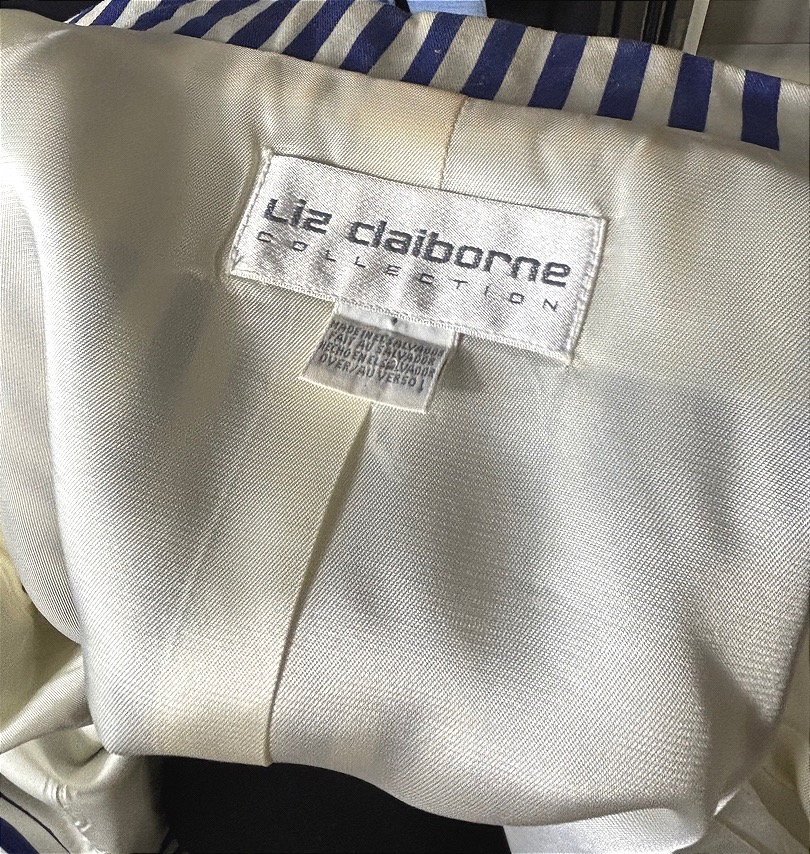 Liz claiborne
COLLECTION
MADE IN EL SALVADOR
FAIT AU SALVADOR
HECHO EN EL SALVADOR
OVER/AU VERSO